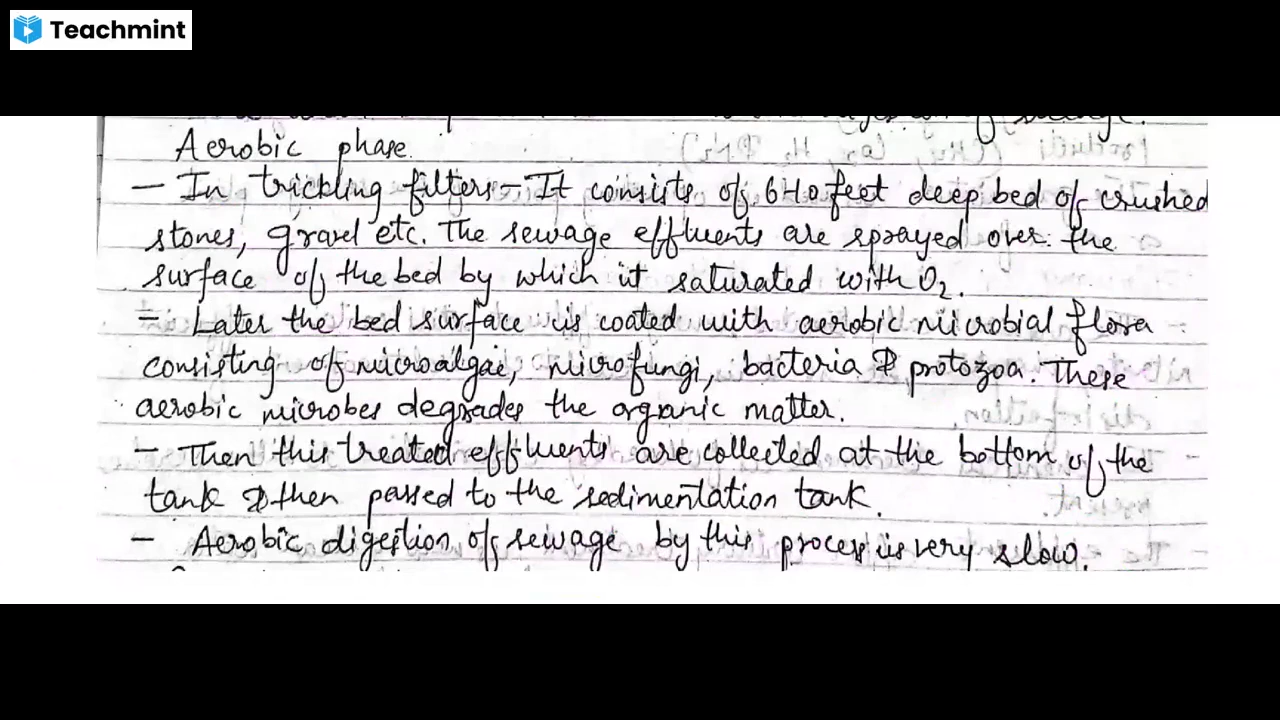 Teachmint
Aerobic phase.
— In trickling filters - It consists of 6-10 feet deep bed of crushed
stones, gravel etc. The sewage effluents are sprayed over the
surface of the bed by which it saturated with O₂.
- Later the bed surface is coated with aerobic microbial flora
consisting of microalgae, microfungi, bacteria & protozoa. These
aerobic microbes degrades the organic matter.
— Then this treated effluents are collected at the bottom of the
tank & then passed to the sedimentation tank.
— Aerobic digestion of sewage by this process is very slow.